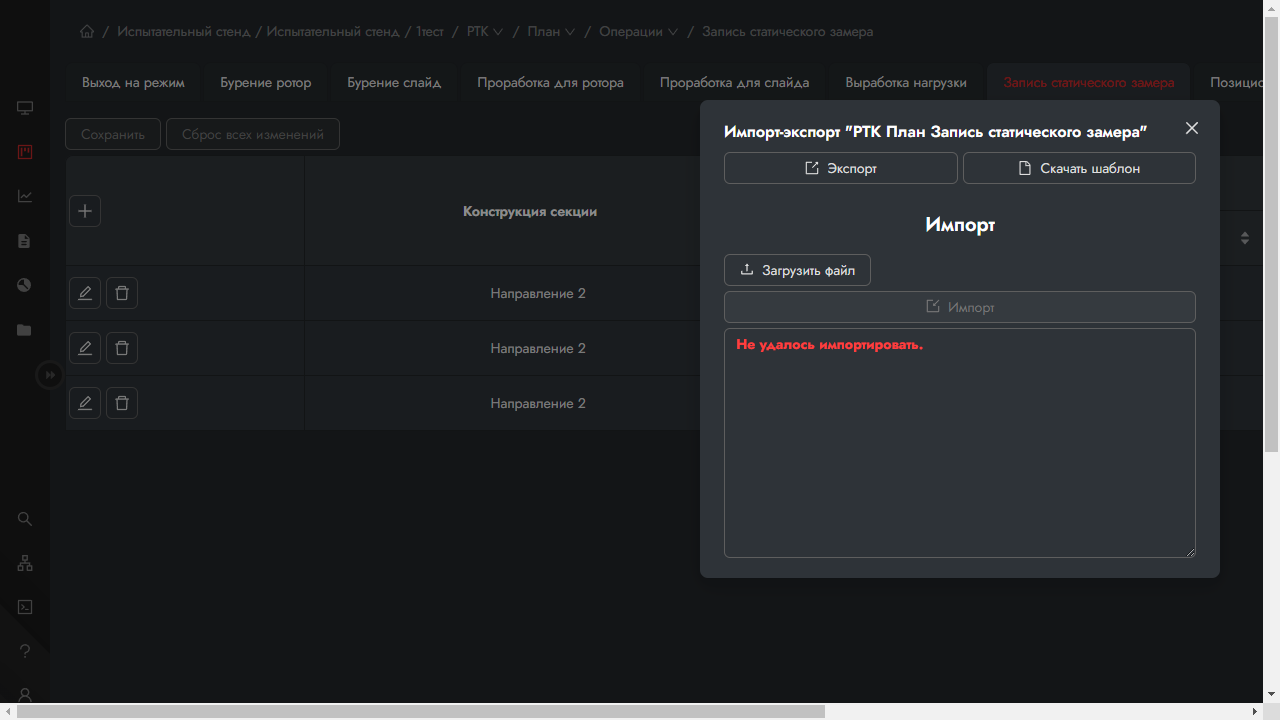 / Испытательный стенд / Испытательный стенд / 1тест / РТК / План / Операции / Запись статического замера
Выход на режим Бурение ротор Бурение слайд Проработка для ротора Проработка для слайда Выработка нагрузки Запись статического замера Позицио
Сохранить Сброс всех изменений
Импорт-экспорт "РТК План Запись статического замера"
Экспорт Скачать шаблон
Конструкция секции
Импорт
Загрузить файл
Направление 2
Импорт
Не удалось импортировать.
Направление 2
Направление 2